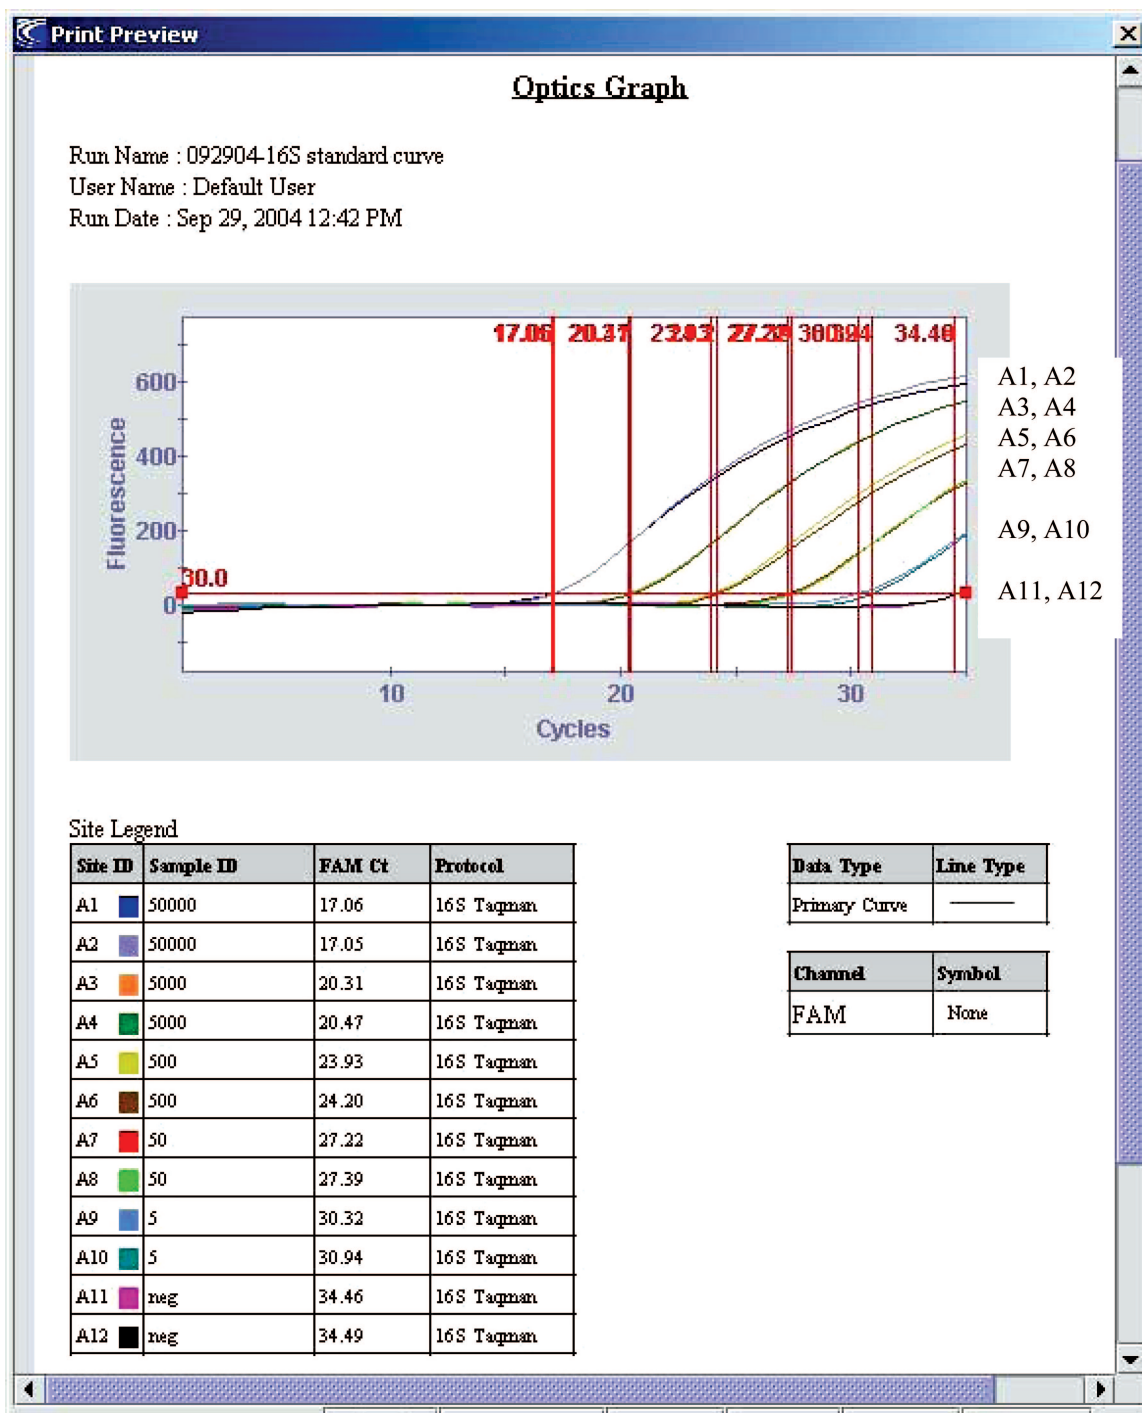 Print Preview
Optics Graph
Run Name : 092904-16S standard curve
User Name : Default User
Run Date : Sep 29, 2004 12:42 PM
17.06 34.46
600
400
200
0
Fluorescence
30.0
10 20 30
Cycles
A1, A2
A3, A4
A5, A6
A7, A8
A9, A10
A11, A12
Site Legend
Site ID Sample ID FAM Ct Protocol
A1 50000 17.06 16S Taqman
A2 50000 17.05 16S Taqman
A3 5000 20.31 16S Taqman
A4 5000 20.47 16S Taqman
A5 500 23.93 16S Taqman
A6 500 24.20 16S Taqman
A7 50 27.22 16S Taqman
A8 50 27.39 16S Taqman
A9 5 30.32 16S Taqman
A10 5 30.94 16S Taqman
A11 neg 34.46 16S Taqman
A12 neg 34.49 16S Taqman
Data Type Line Type
Primary Curve
Channel Symbol
FAM None